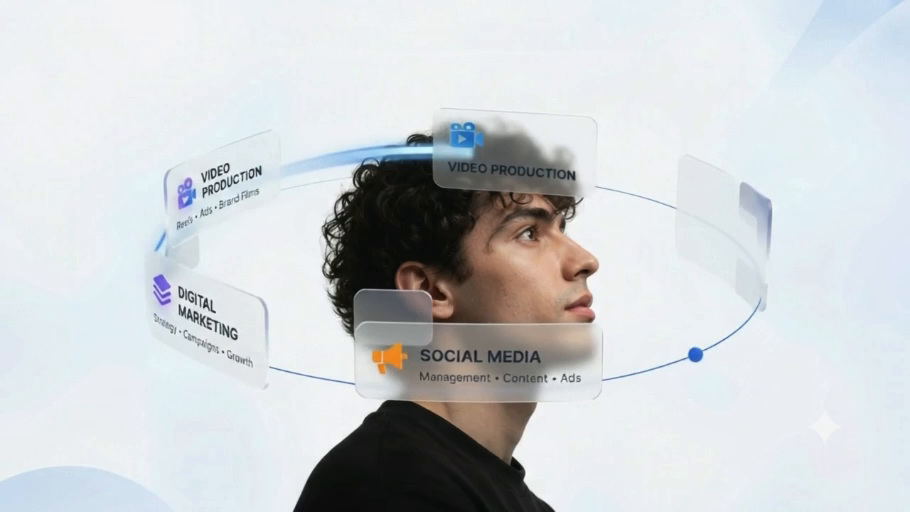 VIDEO PRODUCTION
VIDEO
PRODUCTION
Reels • Ads • Brand Films
DIGITAL
MARKETING
Strategy • Campaigns • Growth
SOCIAL MEDIA
Management • Content • Ads